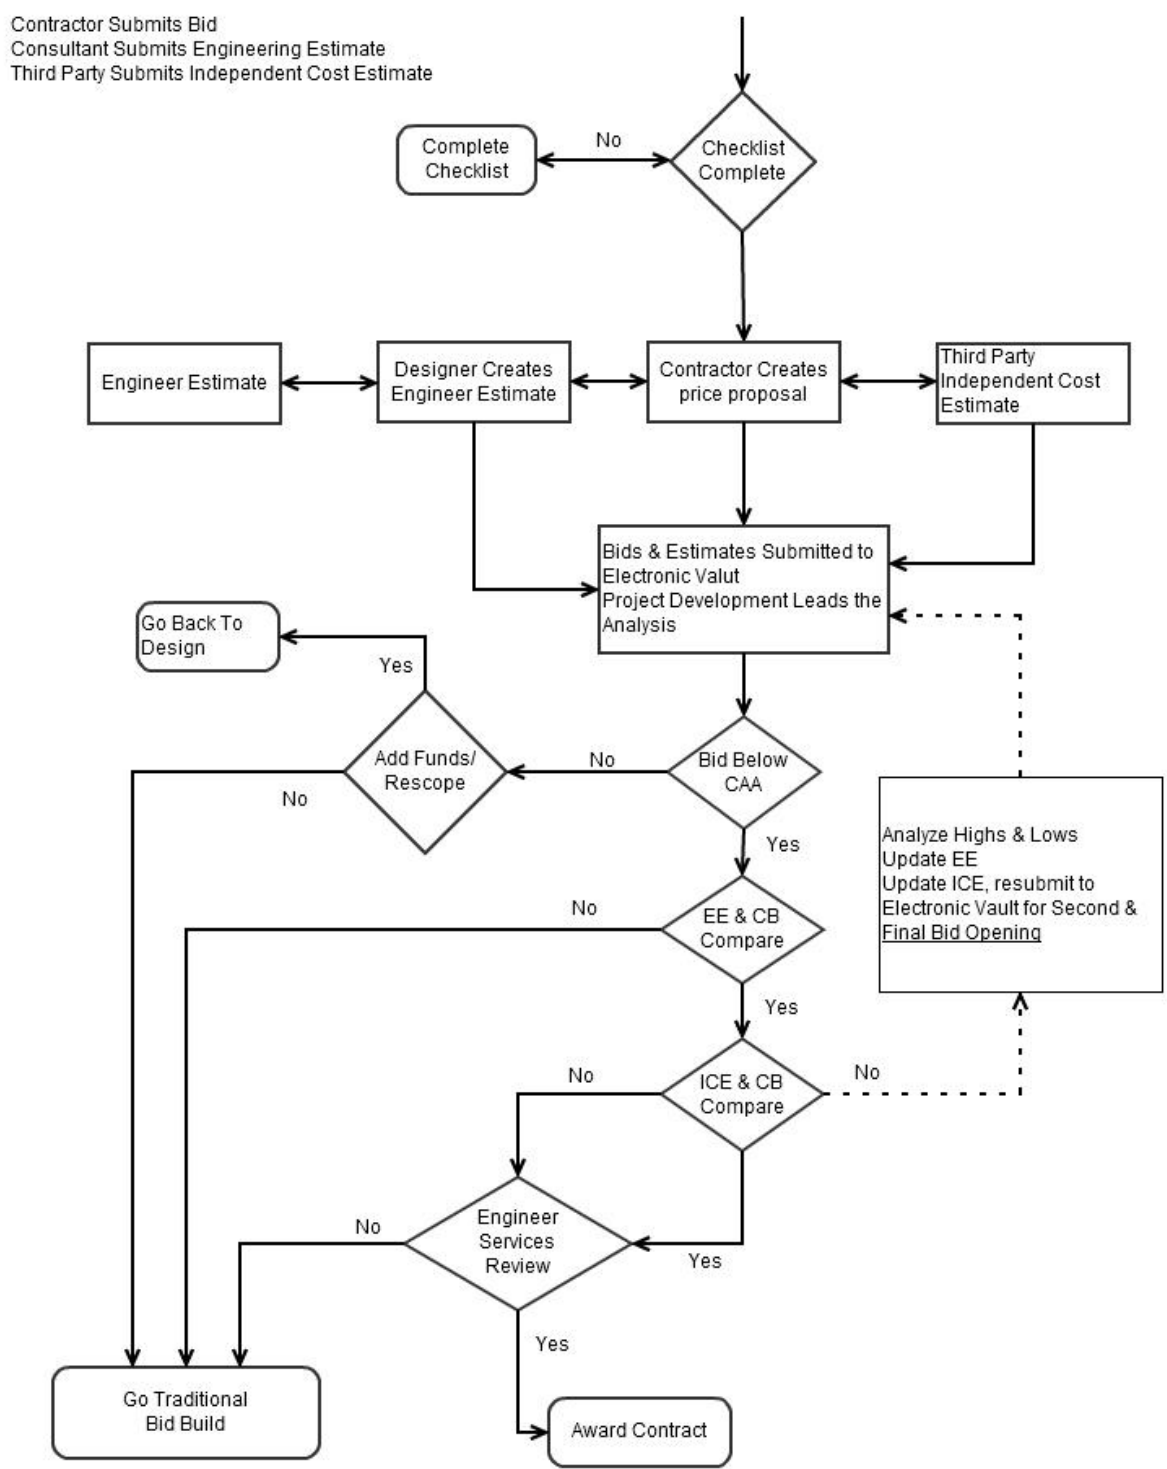 Contractor Submits Bid
Consultant Submits Engineering Estimate
Third Party Submits Independent Cost Estimate
Complete
Checklist
No
Checklist
Complete
Engineer Estimate
Designer Creates
Engineer Estimate
Contractor Creates
price proposal
Third Party
Independent Cost
Estimate
Bids & Estimates Submitted to
Electronic Valut
Project Development Leads the
Analysis
Go Back To
Design
Yes
Add Funds/
Rescope
No
No
Bid Below
CAA
Yes
Analyze Highs & Lows
Update EE
Update ICE, resubmit to
Electronic Vault for Second &
Final Bid Opening
No
EE & CB
Compare
Yes
No
ICE & CB
Compare
No
Engineer
Services
Review
No
Yes
Yes
Go Traditional
Bid Build
Award Contract